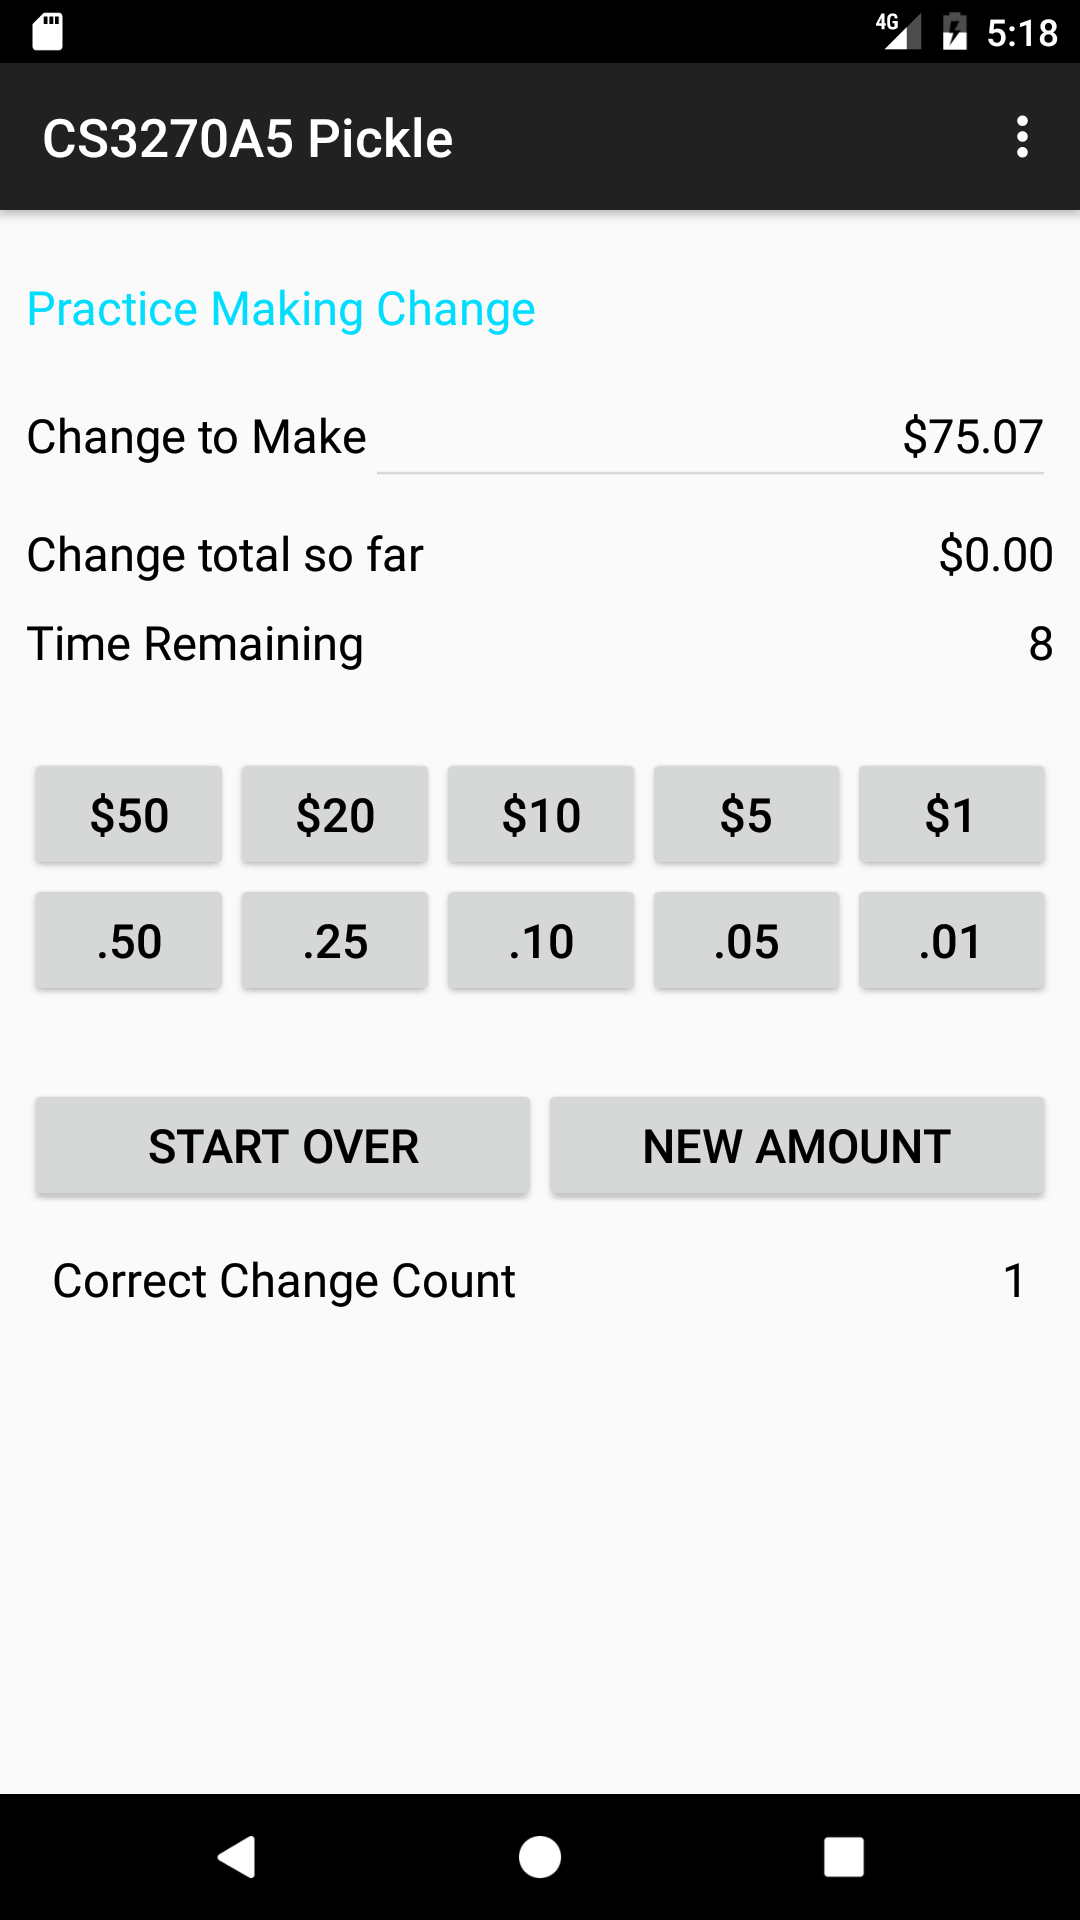 4G 5:18
CS3270A5 Pickle
Practice Making Change
Change to Make $75.07
Change total so far $0.00
Time Remaining 8
$50 $20 $10 $5 $1
.50 .25 .10 .05 .01
START OVER NEW AMOUNT
Correct Change Count 1